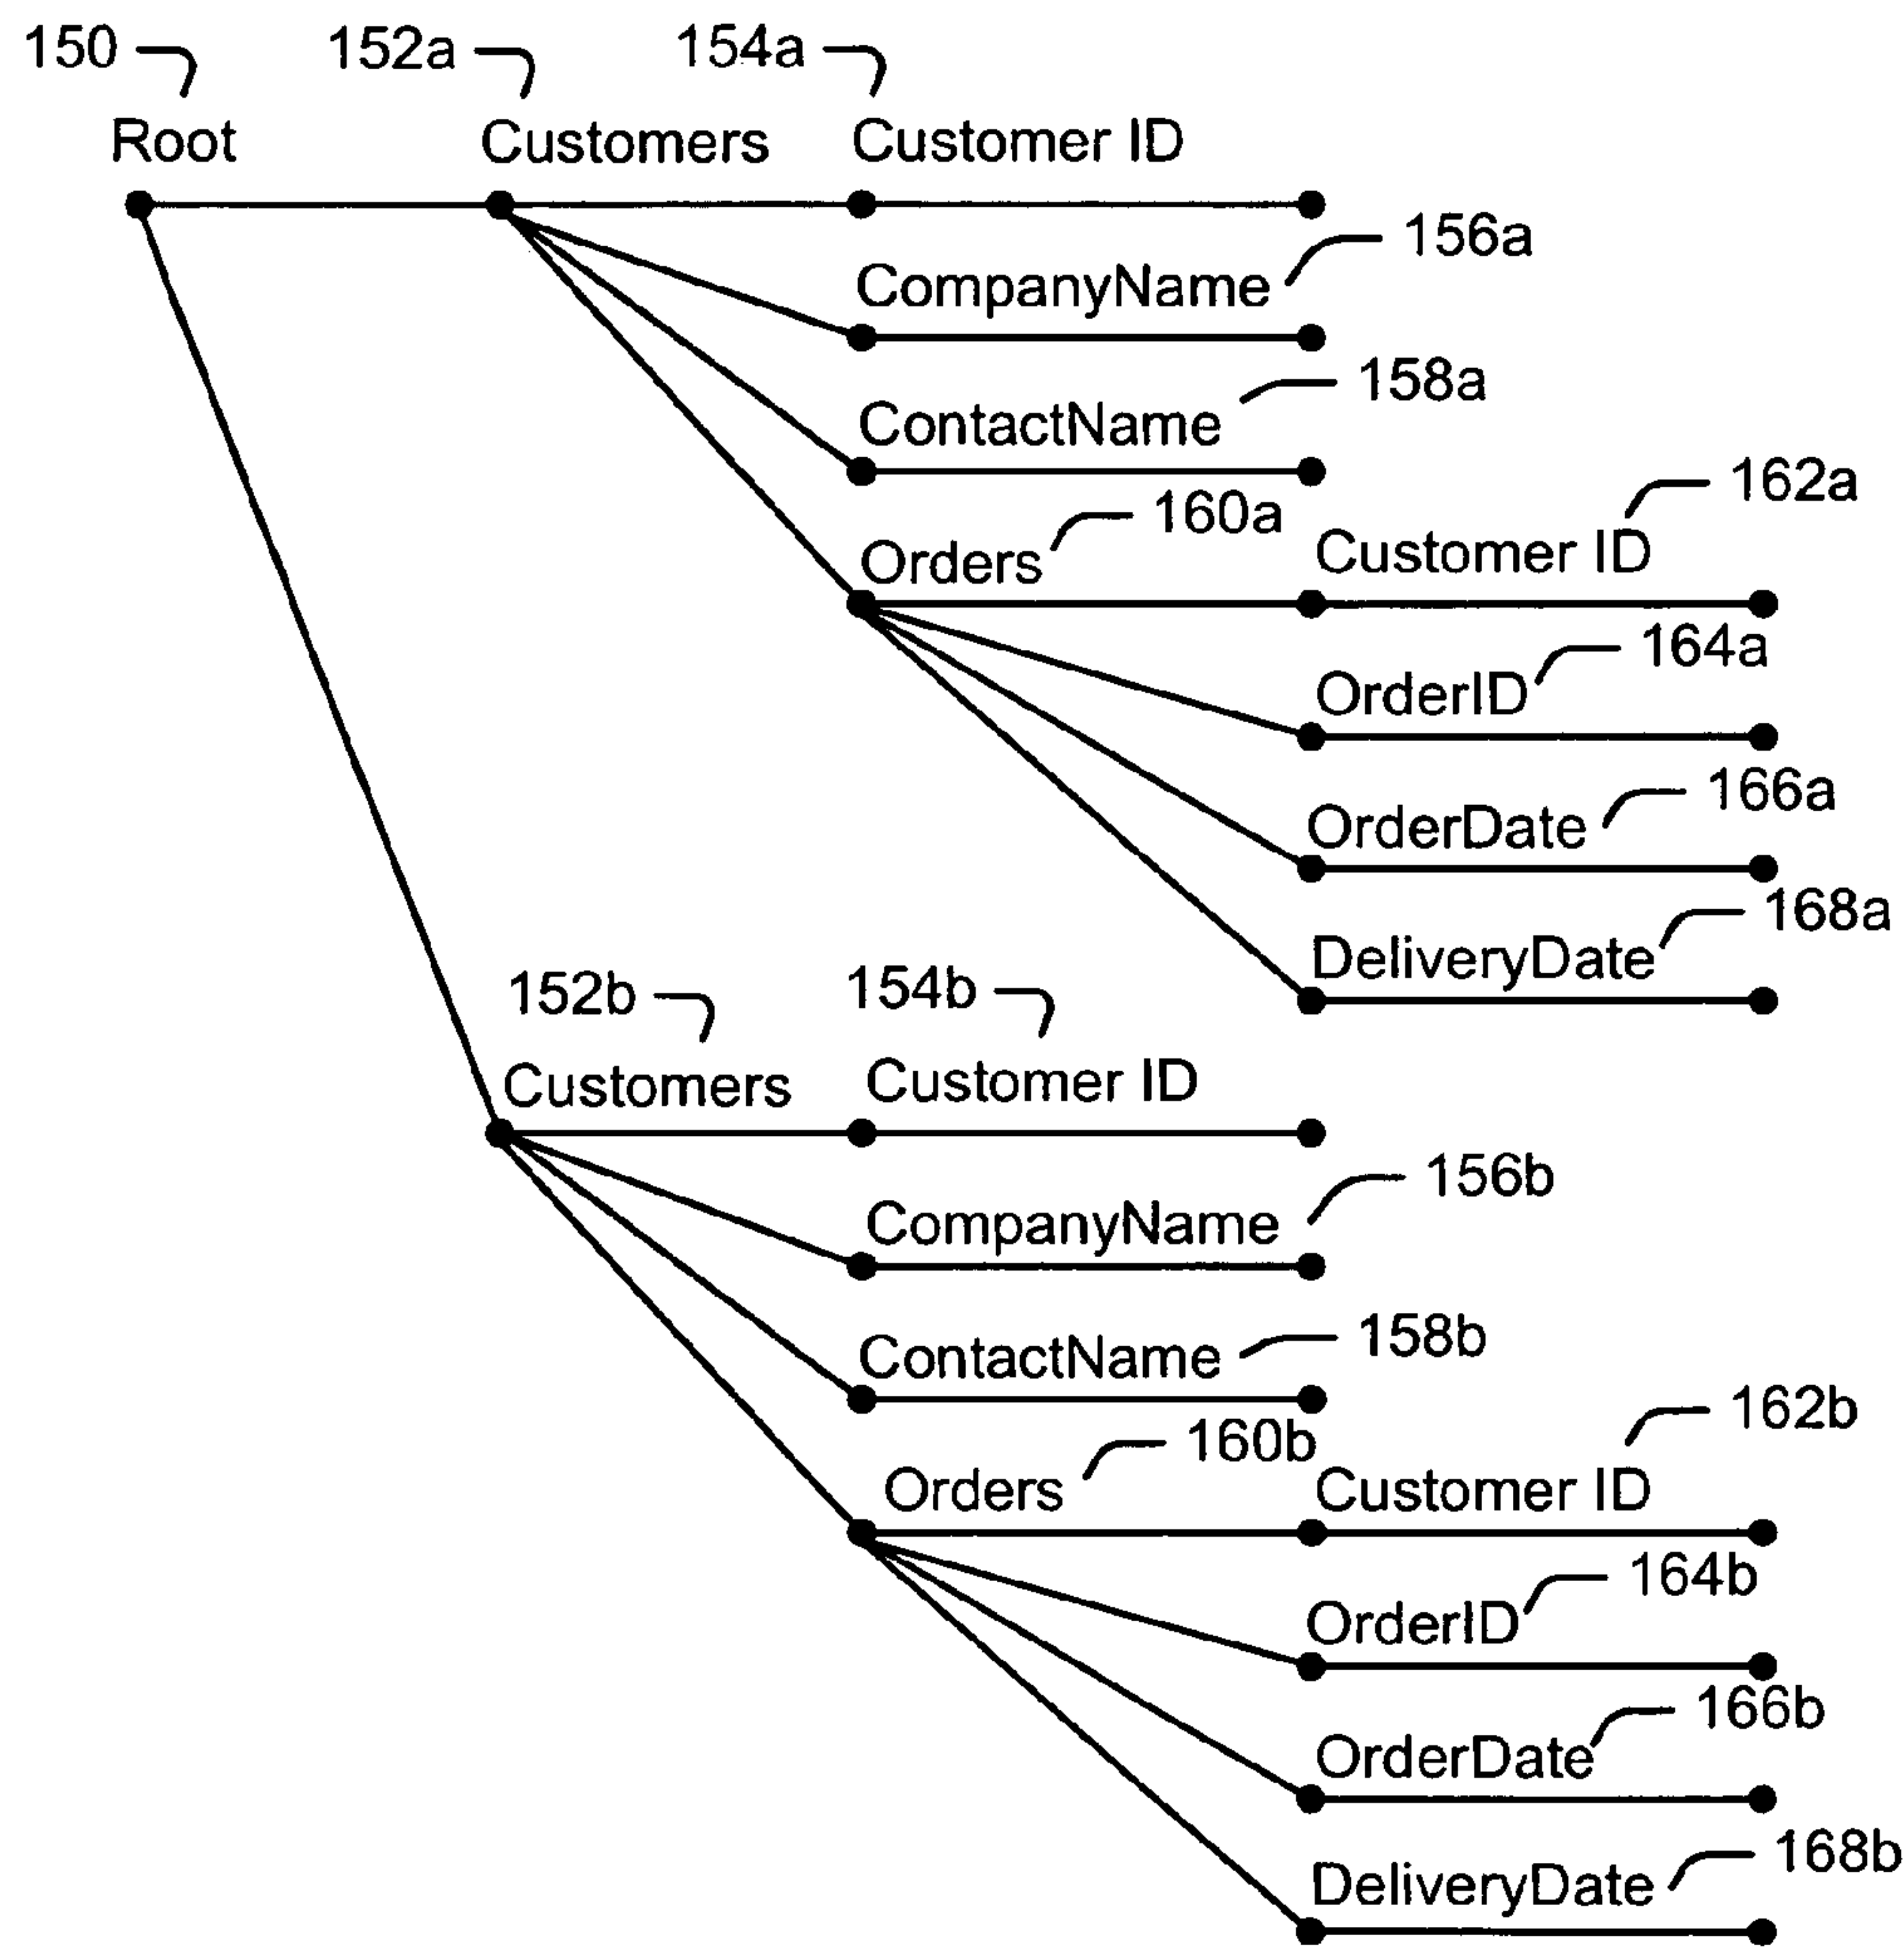 150 152a 154a
Root Customers Customer ID
156a
CompanyName
158a
ContactName
162a
160a
Customer ID
Orders
164a
OrderID
166a
OrderDate
168a
DeliveryDate
152b 154b
Customers Customer ID
156b
CompanyName
158b
ContactName
162b
160b
Orders Customer ID
164b
OrderID
166b
OrderDate
168b
DeliveryDate